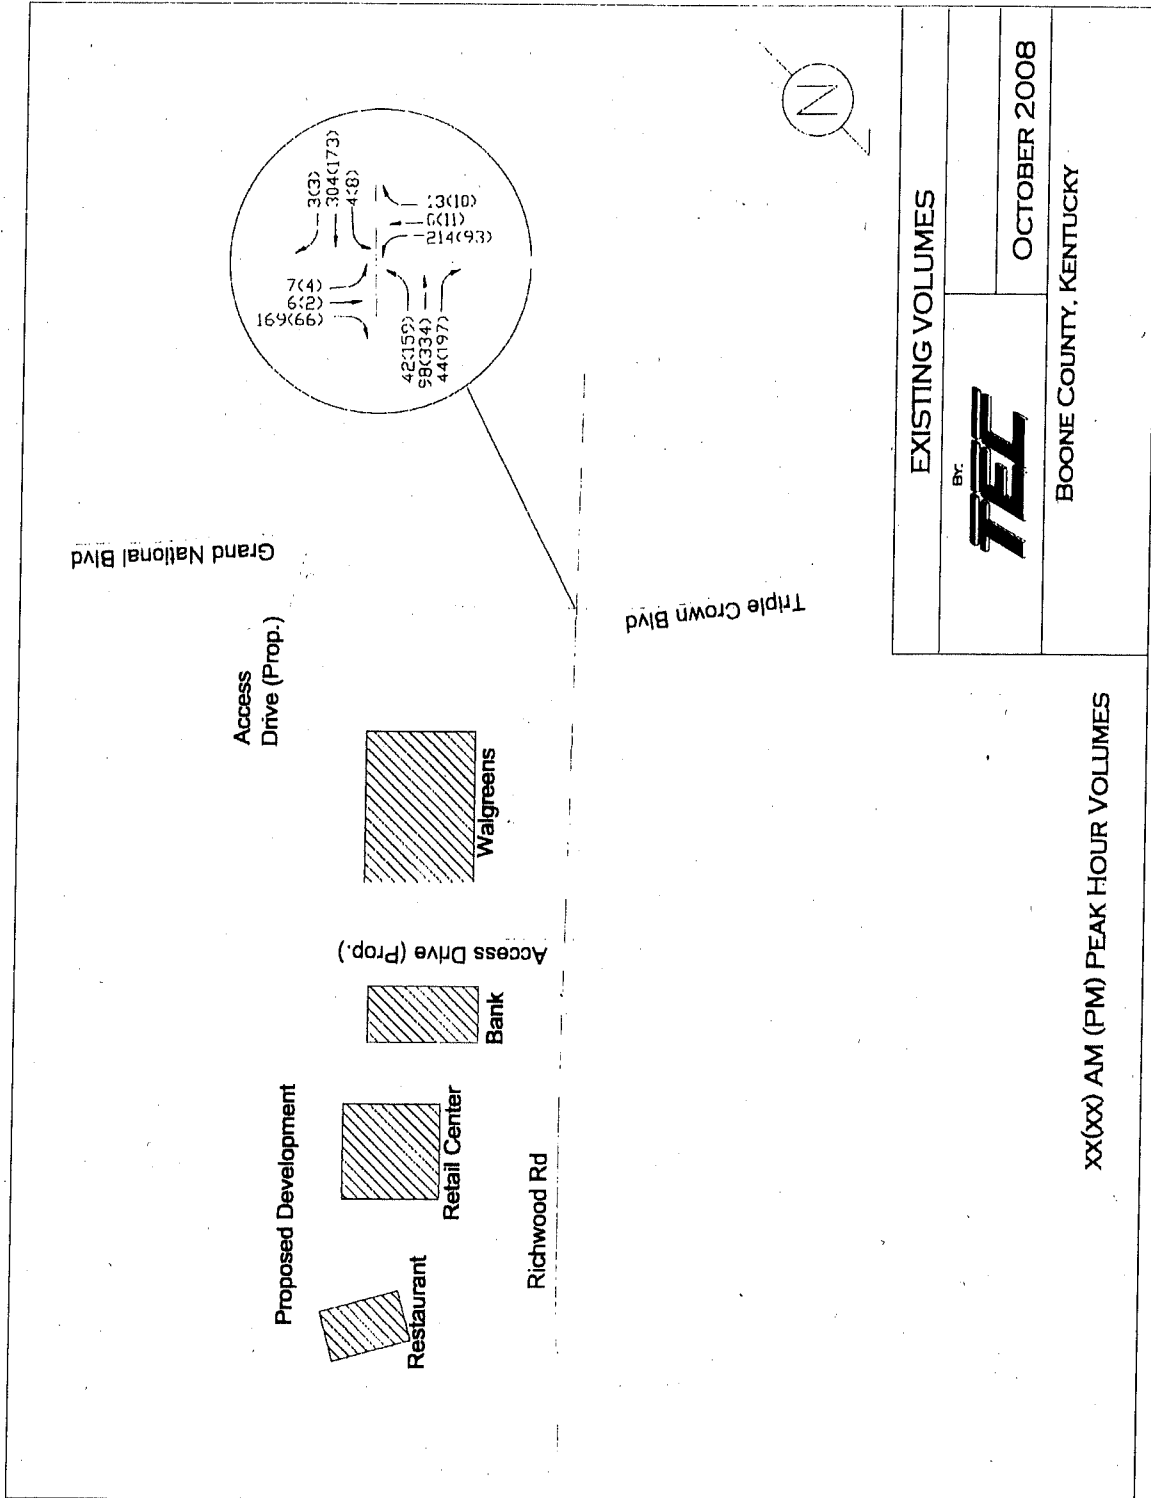 Grand National Blvd
Access
Drive (Prop.)
3(3)
304(173)
4(8)
7(4)
6(2)
169(66)
13(10)
214(93)
42(159)
98(334)
44(197)
Triple Crown Blvd
Walgreens
Access Drive (Prop.)
Bank
Proposed Development
Retail Center
Restaurant
Richwood Rd
N
XX(XX) AM (PM) PEAK HOUR VOLUMES
EXISTING VOLUMES
BY:
TEC
OCTOBER 2008
BOONE COUNTY, KENTUCKY